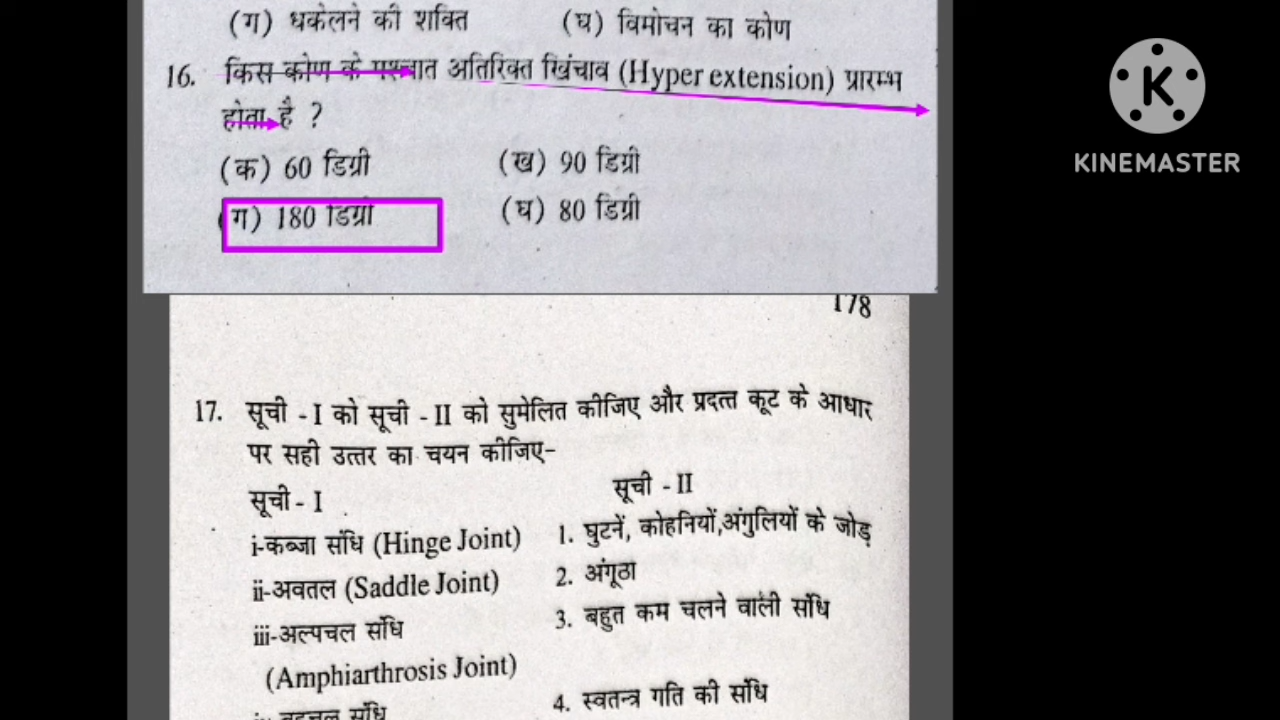 (ग) धकेलने की शक्ति (घ) विमोचन का कोण
16. किस कोण के पश्चात अतिरिक्त खिंचाव (Hyper extension) प्रारम्भ
होता है ?
(क) 60 डिग्री (ख) 90 डिग्री
(ग) 180 डिग्री (घ) 80 डिग्री
KINEMASTER
178
17. सूची - I को सूची - II को सुमेलित कीजिए और प्रदत्त कूट के आधार
पर सही उत्तर का चयन कीजिए-
सूची - I सूची - II
i-कब्जा संधि (Hinge Joint) 1. घुटनें, कोहनियों,अंगुलियों के जोड़
ii-अवतल (Saddle Joint) 2. अंगूठा
iii-अल्पचल संधि 3. बहुत कम चलने वाली संधि
(Amphiarthrosis Joint)
4. स्वतन्त्र गति की संधि